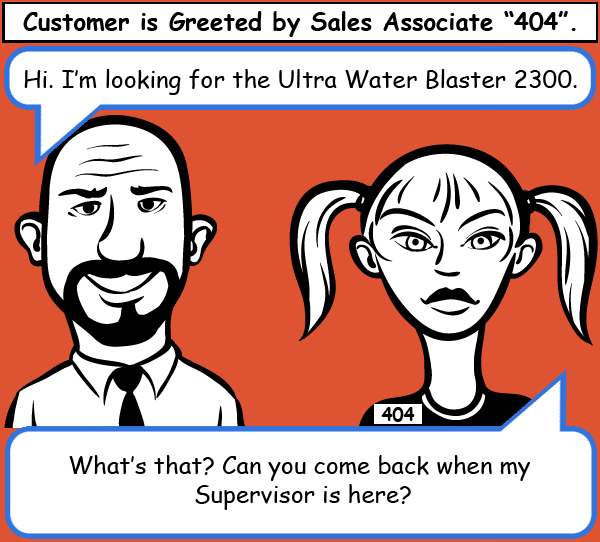 Customer is Greeted by Sales Associate “404”.
Hi. I’m looking for the Ultra Water Blaster 2300.
404
What’s that? Can you come back when my
Supervisor is here?